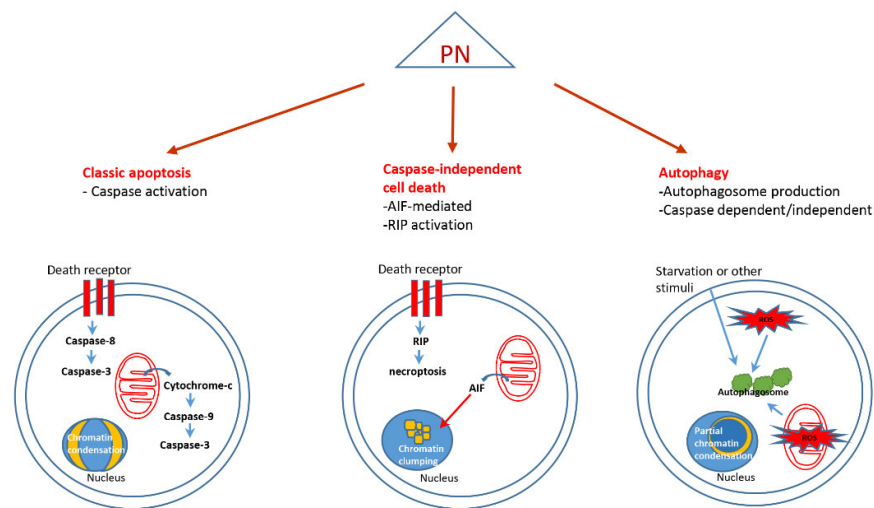 PN
Classic apoptosis
- Caspase activation
Caspase-independent
cell death
-AIF-mediated
-RIP activation
Autophagy
-Autophagosome production
-Caspase dependent/independent
Death receptor
Caspase-8
Caspase-3
Cytochrome-c
Caspase-9
Caspase-3
Chromatin
condensation
Nucleus
Death receptor
RIP
necroptosis
AIF
Chromatin
clumping
Nucleus
Starvation or other
stimuli
ROS
Autophagosome
Partial
chromatin
condensation
ROS
Nucleus